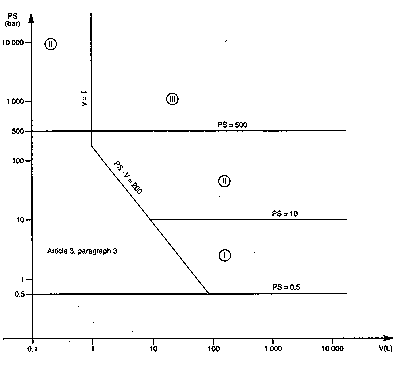 PS
(bar)
10 000
II
V = 1
III
1 000
PS = 500
500
100
PS · V = 200
II
10
PS = 10
Article 3, paragraph 3
I
1
0.5
PS = 0.5
0,1
1
10
100
1 000
10 000
V(L)